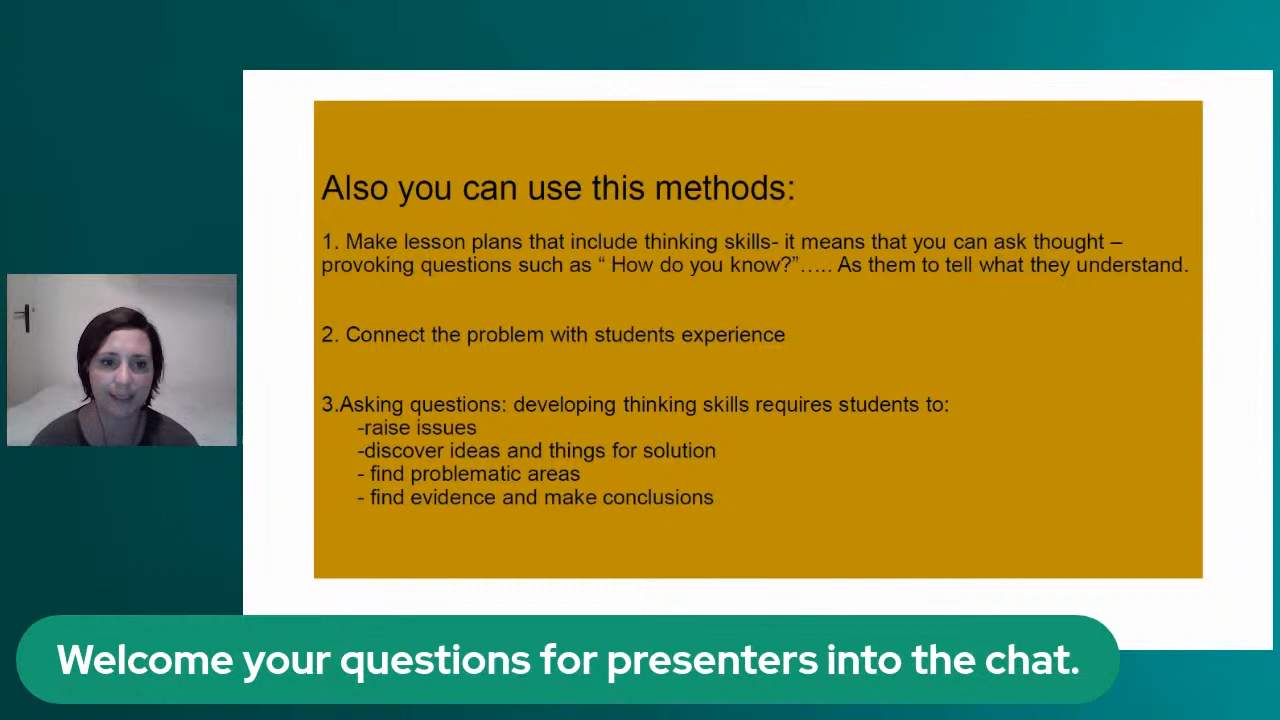 Also you can use this methods:
1. Make lesson plans that include thinking skills- it means that you can ask thought –
provoking questions such as “ How do you know?”….. As them to tell what they understand.
2. Connect the problem with students experience
3.Asking questions: developing thinking skills requires students to:
-raise issues
-discover ideas and things for solution
- find problematic areas
- find evidence and make conclusions
Welcome your questions for presenters into the chat.